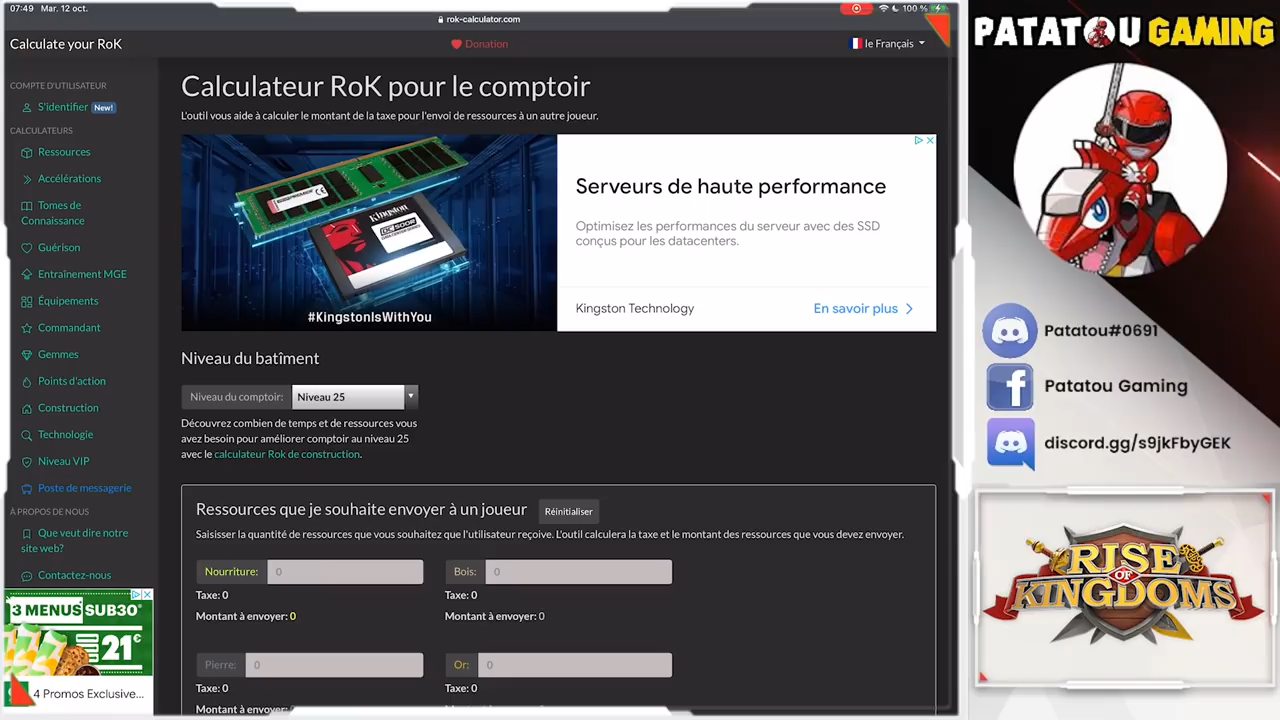 07:49 Mar. 12 oct.
rok-calculator.com
100 %
Calculate your RoK
Donation
le Français
COMPTE D'UTILISATEUR
S'identifier New!
CALCULATEURS
Ressources
Accélérations
Tomes de
Connaissance
Guérison
Entraînement MGE
Équipements
Commandant
Gemmes
Points d'action
Construction
Technologie
Niveau VIP
Poste de messagerie
À PROPOS DE NOUS
Que veut dire notre
site web?
Contactez-nous
3 MENUS SUB30
21€
4 Promos Exclusive...
Calculateur RoK pour le comptoir
L'outil vous aide à calculer le montant de la taxe pour l'envoi de ressources à un autre joueur.
Kingston
DC500R
#KingstonIsWithYou
Serveurs de haute performance
Optimisez les performances du serveur avec des SSD
conçus pour les datacenters.
Kingston Technology
En savoir plus
Niveau du batîment
Niveau du comptoir: Niveau 25
Découvrez combien de temps et de ressources vous
avez besoin pour améliorer comptoir au niveau 25
avec le calculateur Rok de construction.
Ressources que je souhaite envoyer à un joueur Réinitialiser
Saisisser la quantité de ressources que vous souhaitez que l'utilisateur reçoive. L'outil calculera la taxe et le montant des ressources que vous devez envoyer.
Nourriture: 0
Bois: 0
Taxe: 0
Taxe: 0
Montant à envoyer: 0
Montant à envoyer: 0
Pierre: 0
Or: 0
Taxe: 0
Taxe: 0
Montant à envoyer:
Montant à envoyer:
PATATOU GAMING
Patatou#0691
Patatou Gaming
discord.gg/s9jkFbyGEK
RISE
OF
KINGDOMS